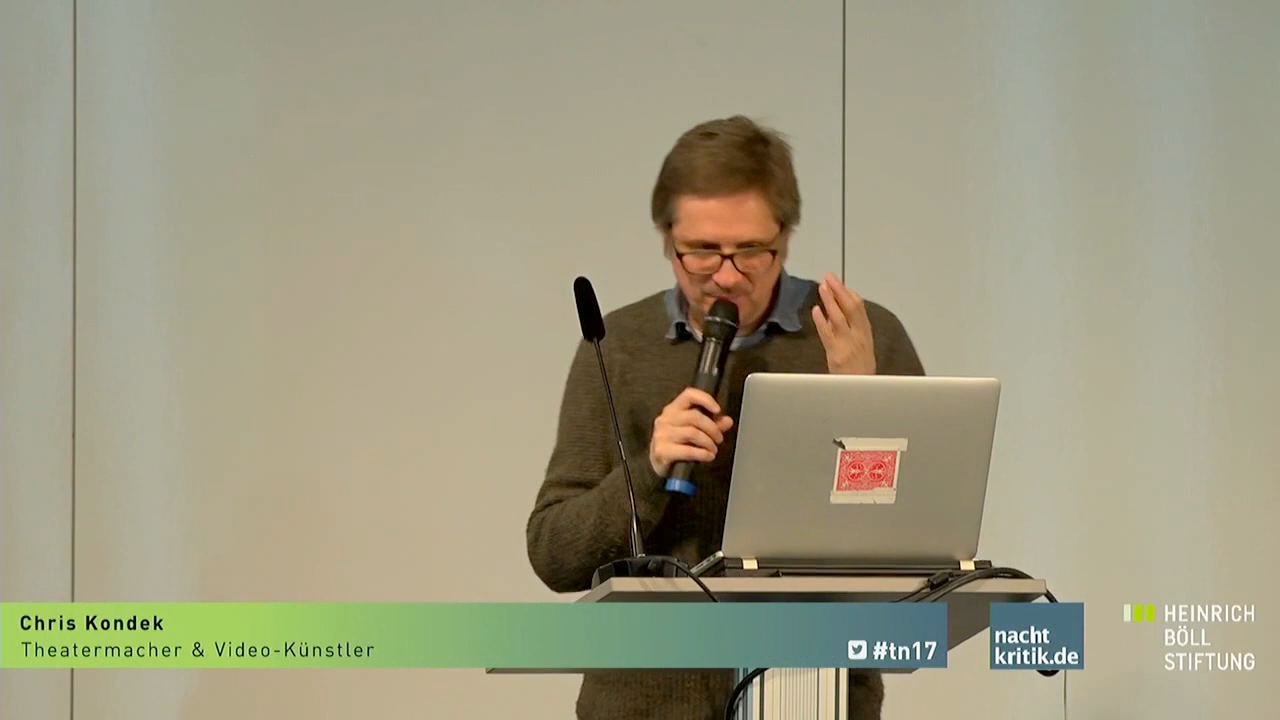 Chris Kondek
Theatermacher & Video-Künstler
#tn17
nacht
kritik.de
HEINRICH
BÖLL
STIFTUNG